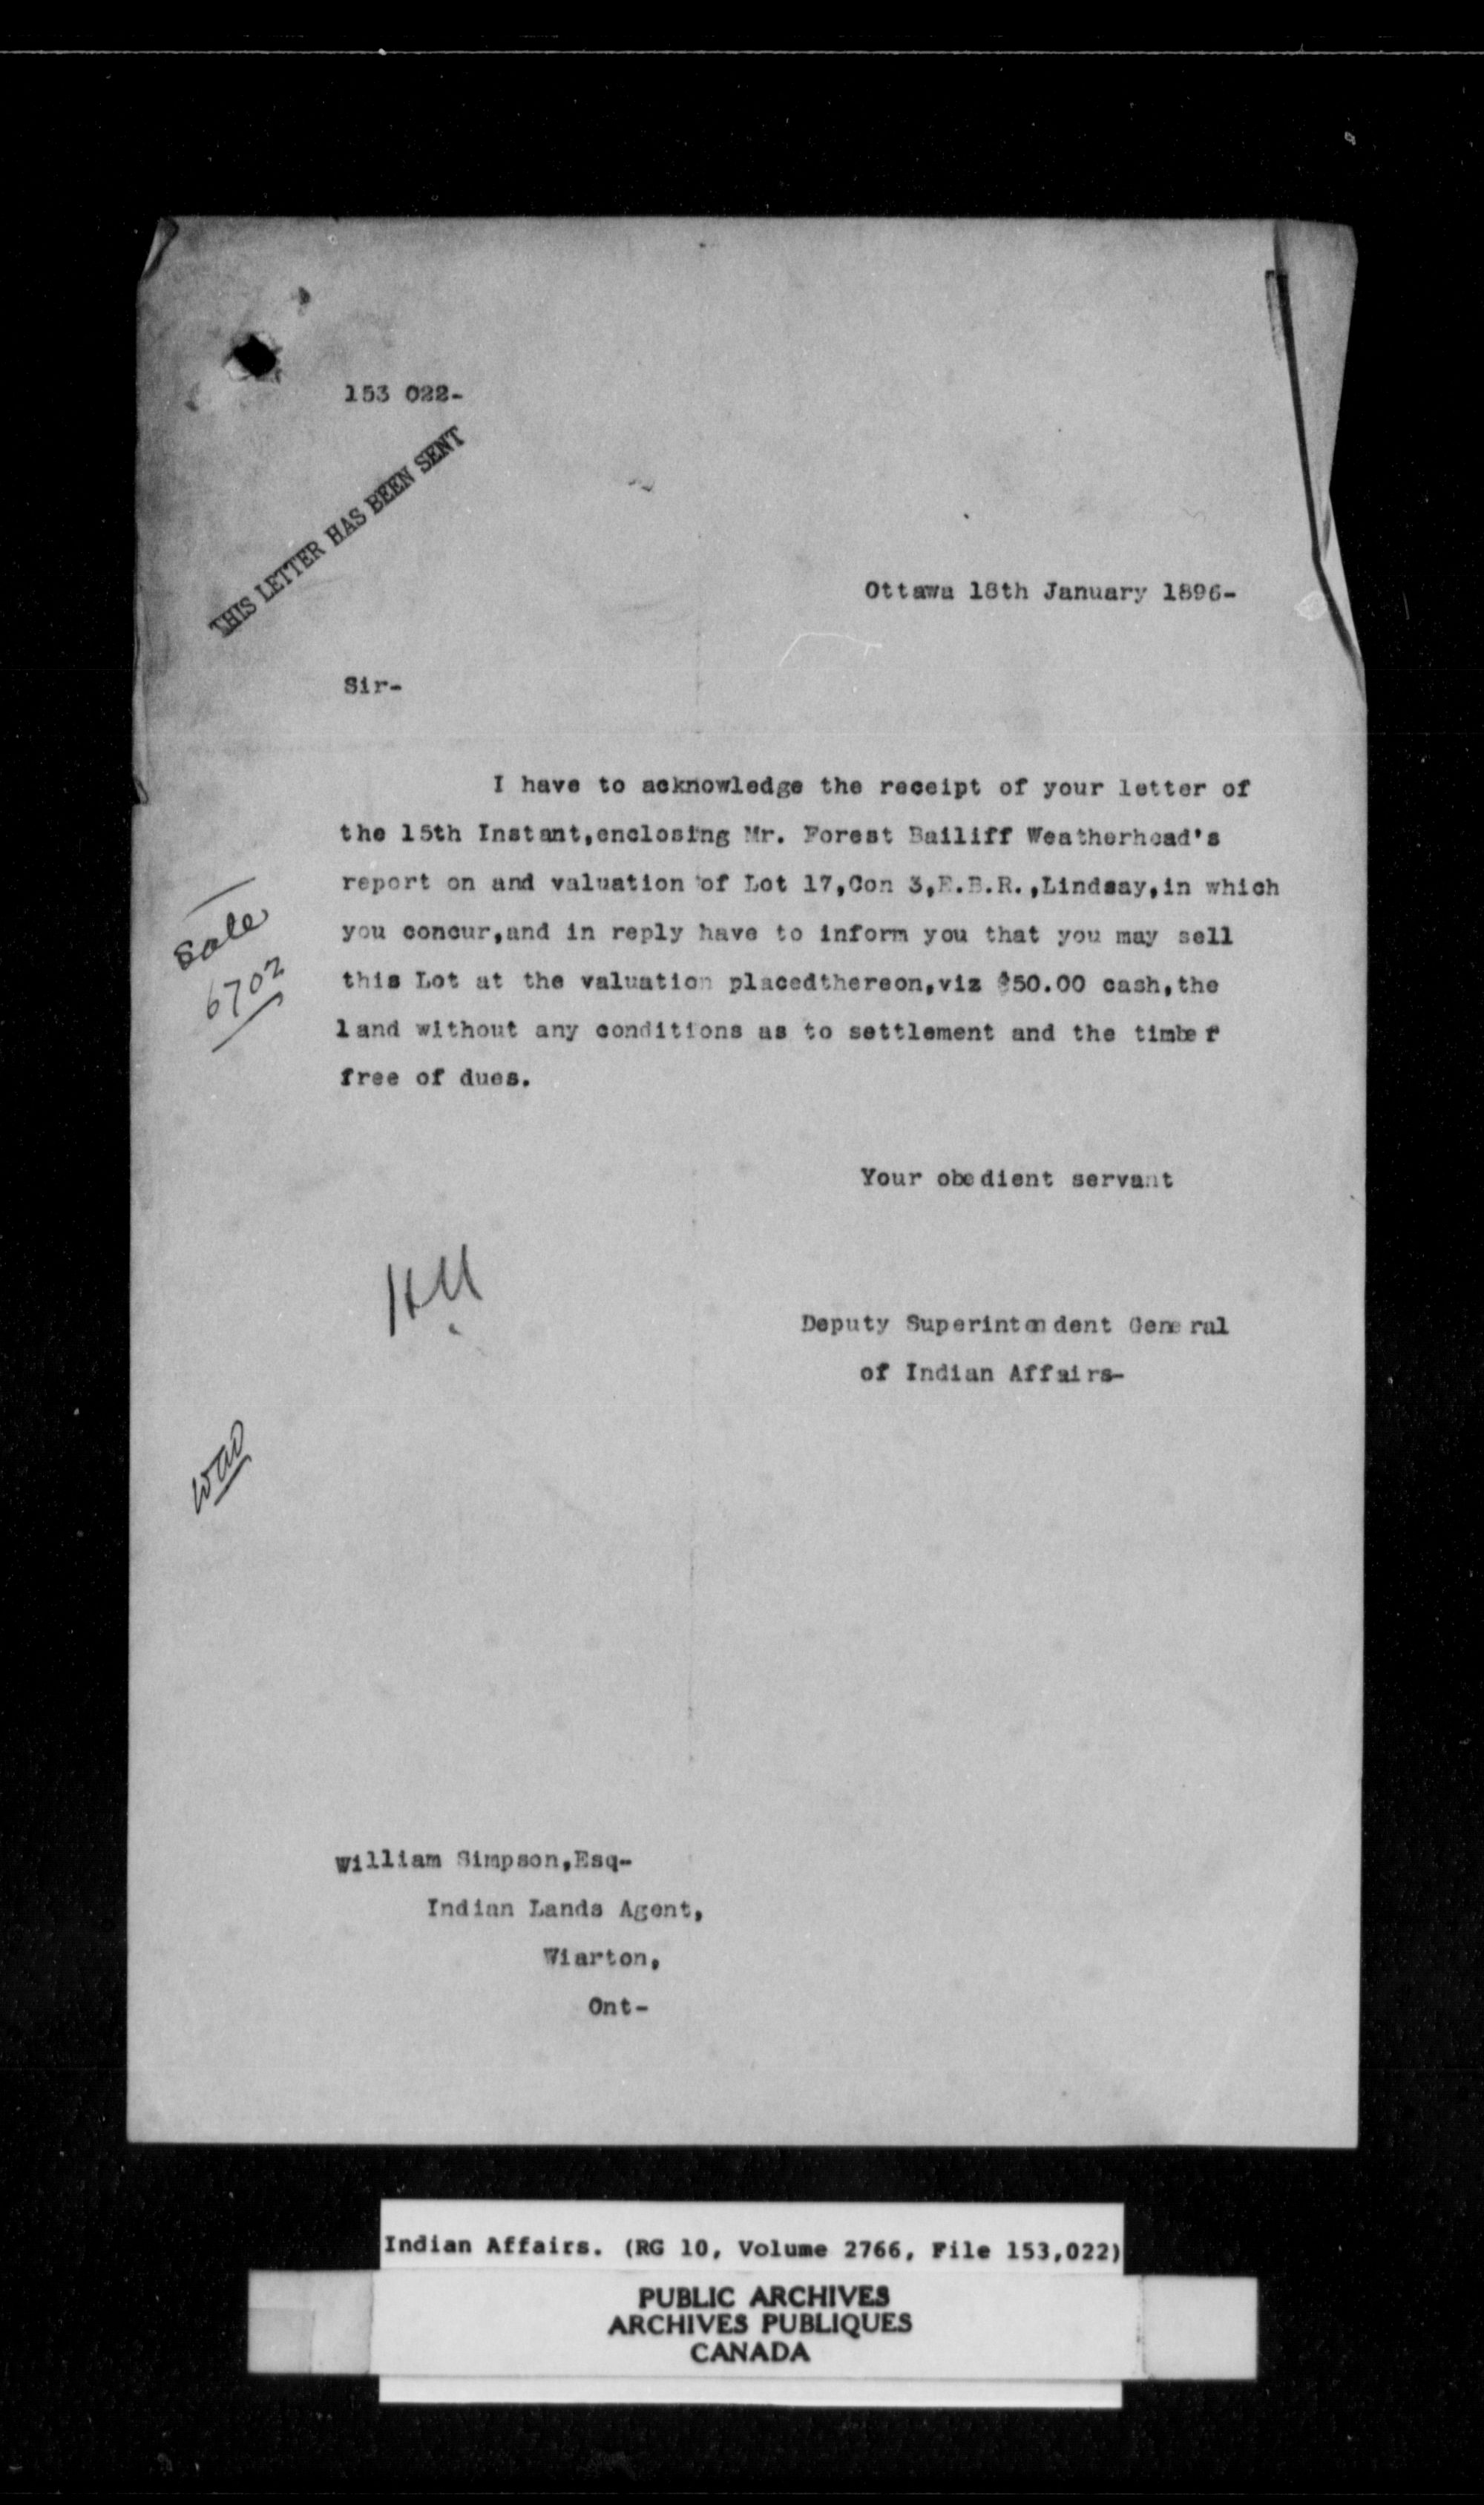 153 022-
THIS LETTER HAS BEEN SENT
Ottawa 18th January 1896-
Sir-
I have to acknowledge the receipt of your letter of
the 15th Instant,enclosing Mr. Forest Bailiff Weatherhead's
report on and valuation of Lot 17,Con 3,E.B.R.,Lindsay,in which
you concur,and in reply have to inform you that you may sell
this Lot at the valuation placedthereon,viz $50.00 cash,the
land without any conditions as to settlement and the timber
free of dues.
Sale
6702
Your obedient servant
Deputy Superintendent General
of Indian Affairs-
William Simpson,Esq-
Indian Lands Agent,
Wiarton,
Ont-
Indian Affairs. (RG 10, Volume 2766, File 153,022)
PUBLIC ARCHIVES
ARCHIVES PUBLIQUES
CANADA